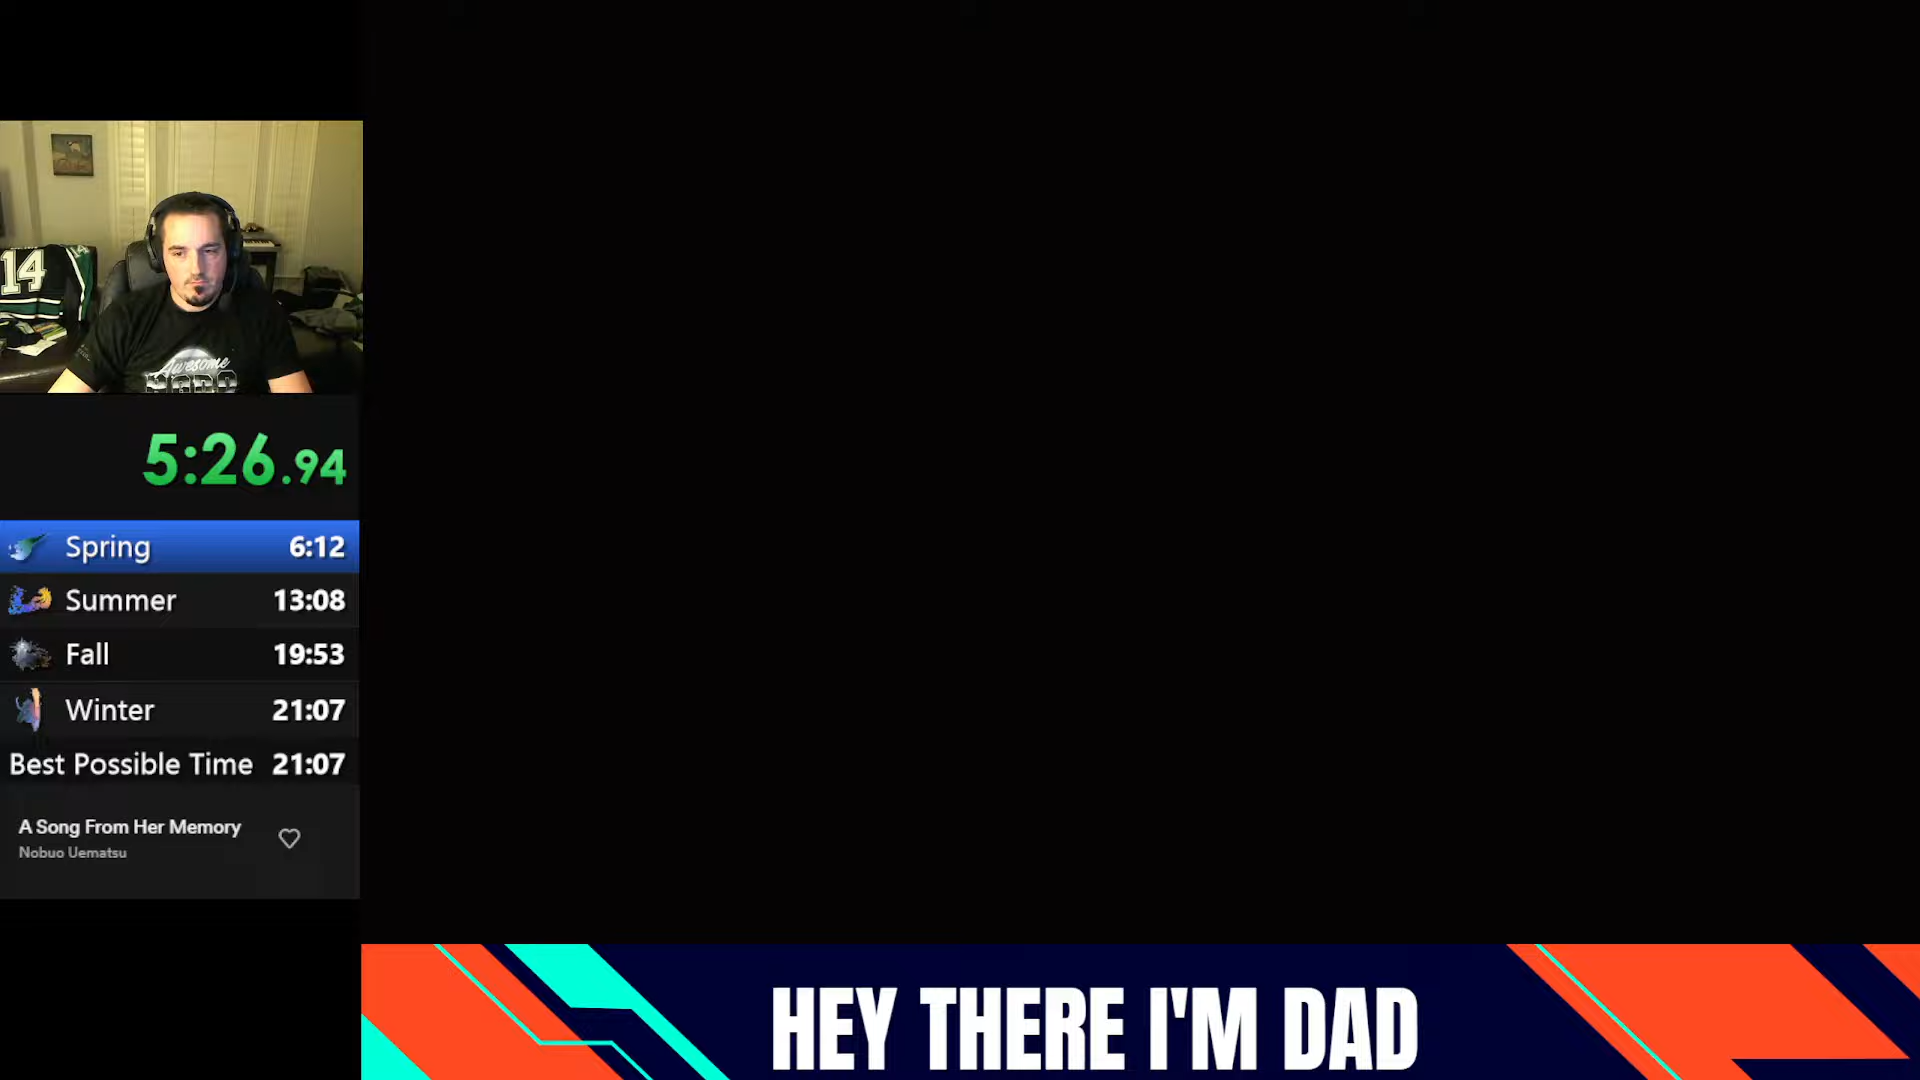 14
Awesome
5:26.94
Spring 6:12
Summer 13:08
Fall 19:53
Winter 21:07
Best Possible Time 21:07
A Song From Her Memory
Nobuo Uematsu
HEY THERE I'M DAD